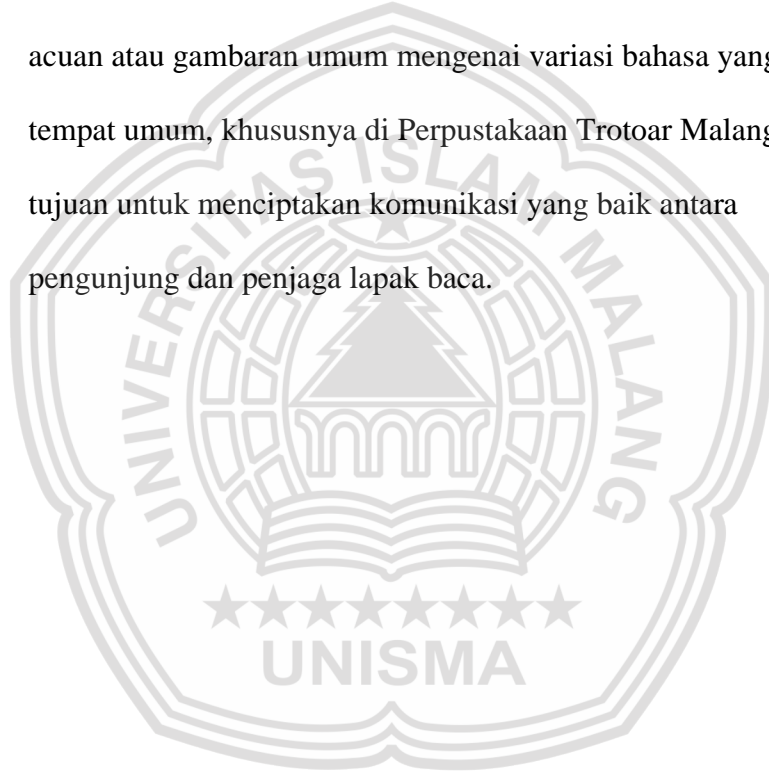 acuan atau gambaran umum mengenai variasi bahasa yang
tempat umum, khususnya di Perpustakaan Trotoar Malang
tujuan untuk menciptakan komunikasi yang baik antara
pengunjung dan penjaga lapak baca.
UNIVERSITAS ISLAM MALANG
UNISMA